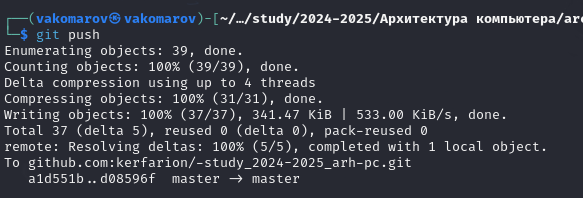 ┌──(vakomarov㉿vakomarov)-[~/…/study/2024-2025/Архитектура компьютера/arc
└─$ git push
Enumerating objects: 39, done.
Counting objects: 100% (39/39), done.
Delta compression using up to 4 threads
Compressing objects: 100% (31/31), done.
Writing objects: 100% (37/37), 341.47 KiB | 533.00 KiB/s, done.
Total 37 (delta 5), reused 0 (delta 0), pack-reused 0
remote: Resolving deltas: 100% (5/5), completed with 1 local object.
To github.com:kerfarion/-study_2024-2025_arh-pc.git
   a1d551b..d08596f  master -> master